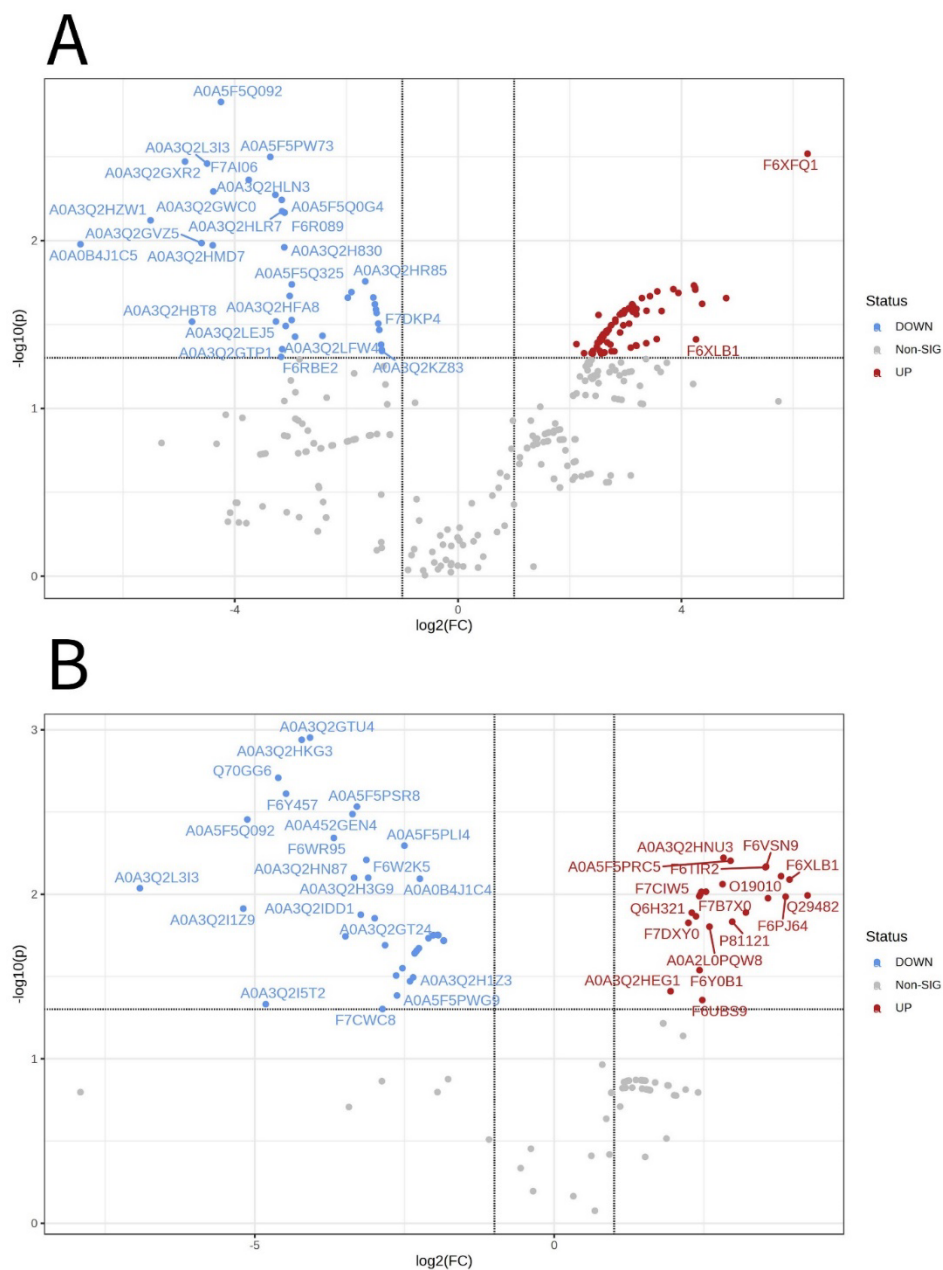 A
A0A5F5Q092
A0A3Q2L3I3
A0A5F5PW73
F7AI06
A0A3Q2GXR2
F6XFQ1
A0A3Q2HLN3
A0A3Q2HZW1
A0A3Q2GWC0
A0A5F5Q0G4
A0A3Q2HLR7
F6R089
A0A3Q2GVZ5
A0A0B4J1C5
A0A3Q2HMD7
A0A3Q2H830
A0A5F5Q325
A0A3Q2HR85
A0A3Q2HBT8
A0A3Q2HFA8
F7DKP4
A0A3Q2LEJ5
A0A3Q2GTP1
A0A3Q2LFW4
F6XLB1
F6RBE2
A0A3Q2KZ83
2
1
0
-log10(p)
-4
0
4
log2(FC)
Status
DOWN
Non-SIG
UP
B
A0A3Q2GTU4
A0A3Q2HKG3
Q70GG6
F6Y457
A0A5F5PSR8
A0A5F5Q092
A0A452GEN4
A0A5F5PLI4
F6WR95
A0A3Q2HNU3
F6VSN9
A0A3Q2HN87
F6W2K5
A0A5F5PRC5
F6TIR2
F6XLB1
A0A3Q2L3I3
A0A3Q2H3G9
A0A0B4J1C4
F7CIW5
O19010
A0A3Q2I1Z9
A0A3Q2IDD1
Q6H321
F7B7X0
Q29482
A0A3Q2GT24
F7DXY0
P81121
F6PJ64
A0A2L0PQW8
A0A3Q2H1Z3
A0A3Q2HEG1
F6Y0B1
A0A3Q2I5T2
A0A5F5PWG9
F7CWC8
F6UBS9
3
2
1
0
-log10(p)
-5
0
log2(FC)
Status
DOWN
Non-SIG
UP